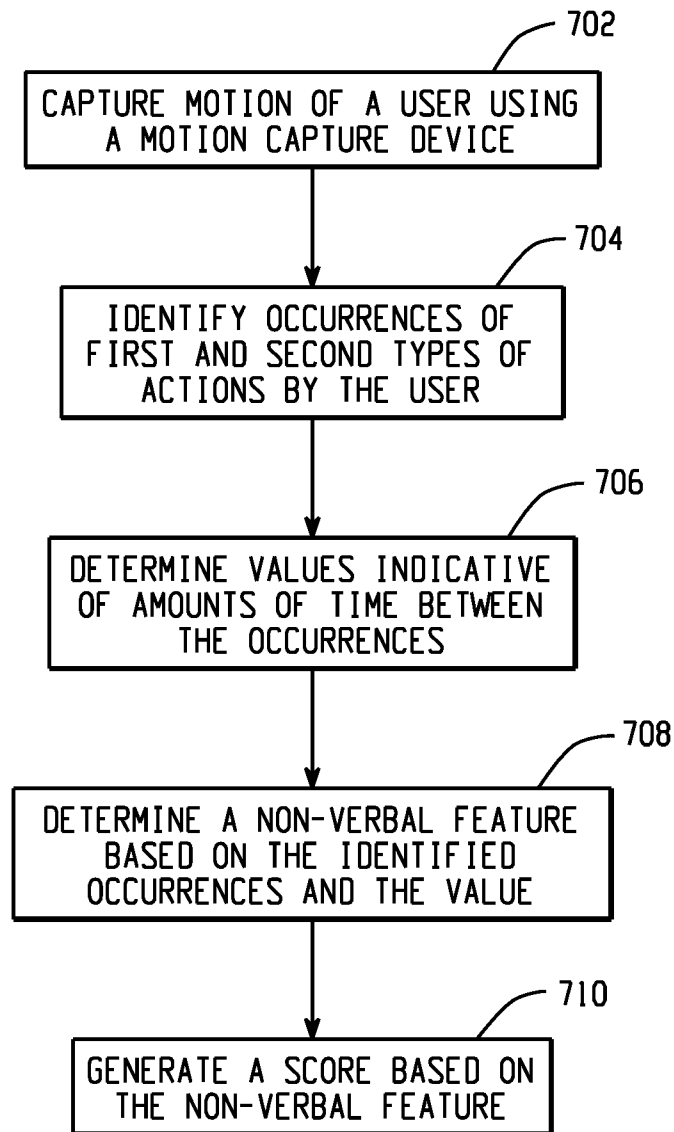 702
CAPTURE MOTION OF A USER USING
A MOTION CAPTURE DEVICE
704
IDENTIFY OCCURRENCES OF
FIRST AND SECOND TYPES OF
ACTIONS BY THE USER
706
DETERMINE VALUES INDICATIVE
OF AMOUNTS OF TIME BETWEEN
THE OCCURRENCES
708
DETERMINE A NON-VERBAL FEATURE
BASED ON THE IDENTIFIED
OCCURRENCES AND THE VALUE
710
GENERATE A SCORE BASED ON
THE NON-VERBAL FEATURE